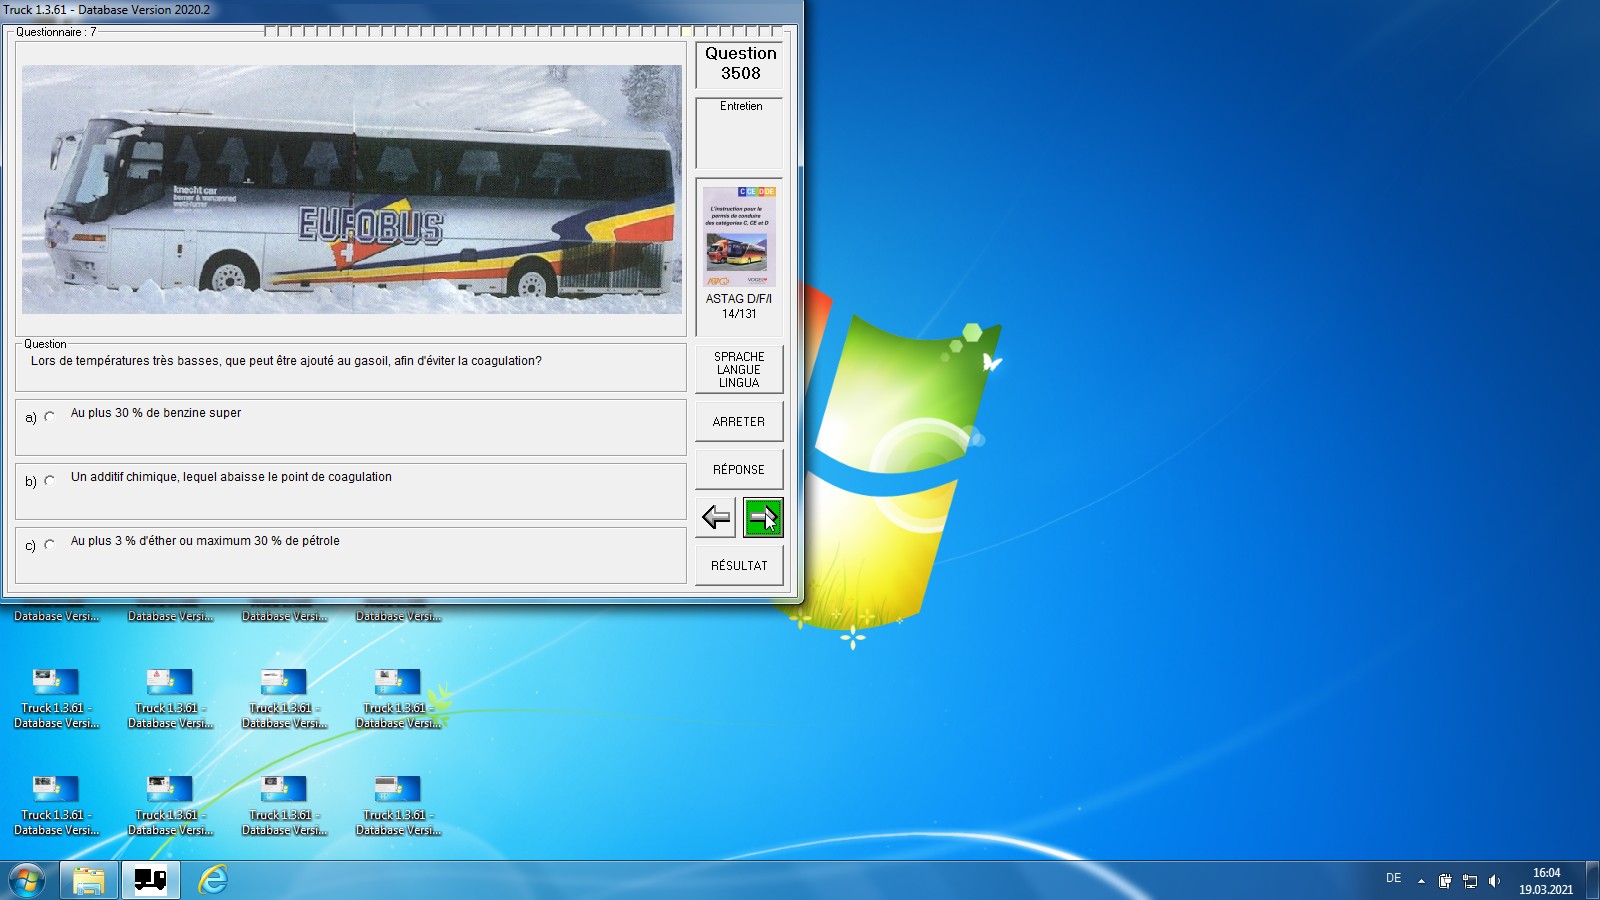 Truck 1.3.61 - Database Version 2020.2
Questionnaire : 7
knecht car
EUROBUS
Question
3508
Entretien
C CE D DE
L'instruction pour le
permis de conduire
des catégories C, CE et D
ASTAG D/F/I
14/131
Question
Lors de températures très basses, que peut être ajouté au gasoil, afin d'éviter la coagulation?
a)
Au plus 30 % de benzine super
b)
Un additif chimique, lequel abaisse le point de coagulation
c)
Au plus 3 % d'éther ou maximum 30 % de pétrole
SPRACHE
LANGUE
LINGUA
ARRETER
RÉPONSE
RÉSULTAT
Database Versi...
Database Versi...
Database Versi...
Database Versi...
Truck 1.3.61 -
Database Versi...
Truck 1.3.61 -
Database Versi...
Truck 1.3.61 -
Database Versi...
Truck 1.3.61 -
Database Versi...
Truck 1.3.61 -
Database Versi...
Truck 1.3.61 -
Database Versi...
Truck 1.3.61 -
Database Versi...
Truck 1.3.61 -
Database Versi...
DE
16:04
19.03.2021